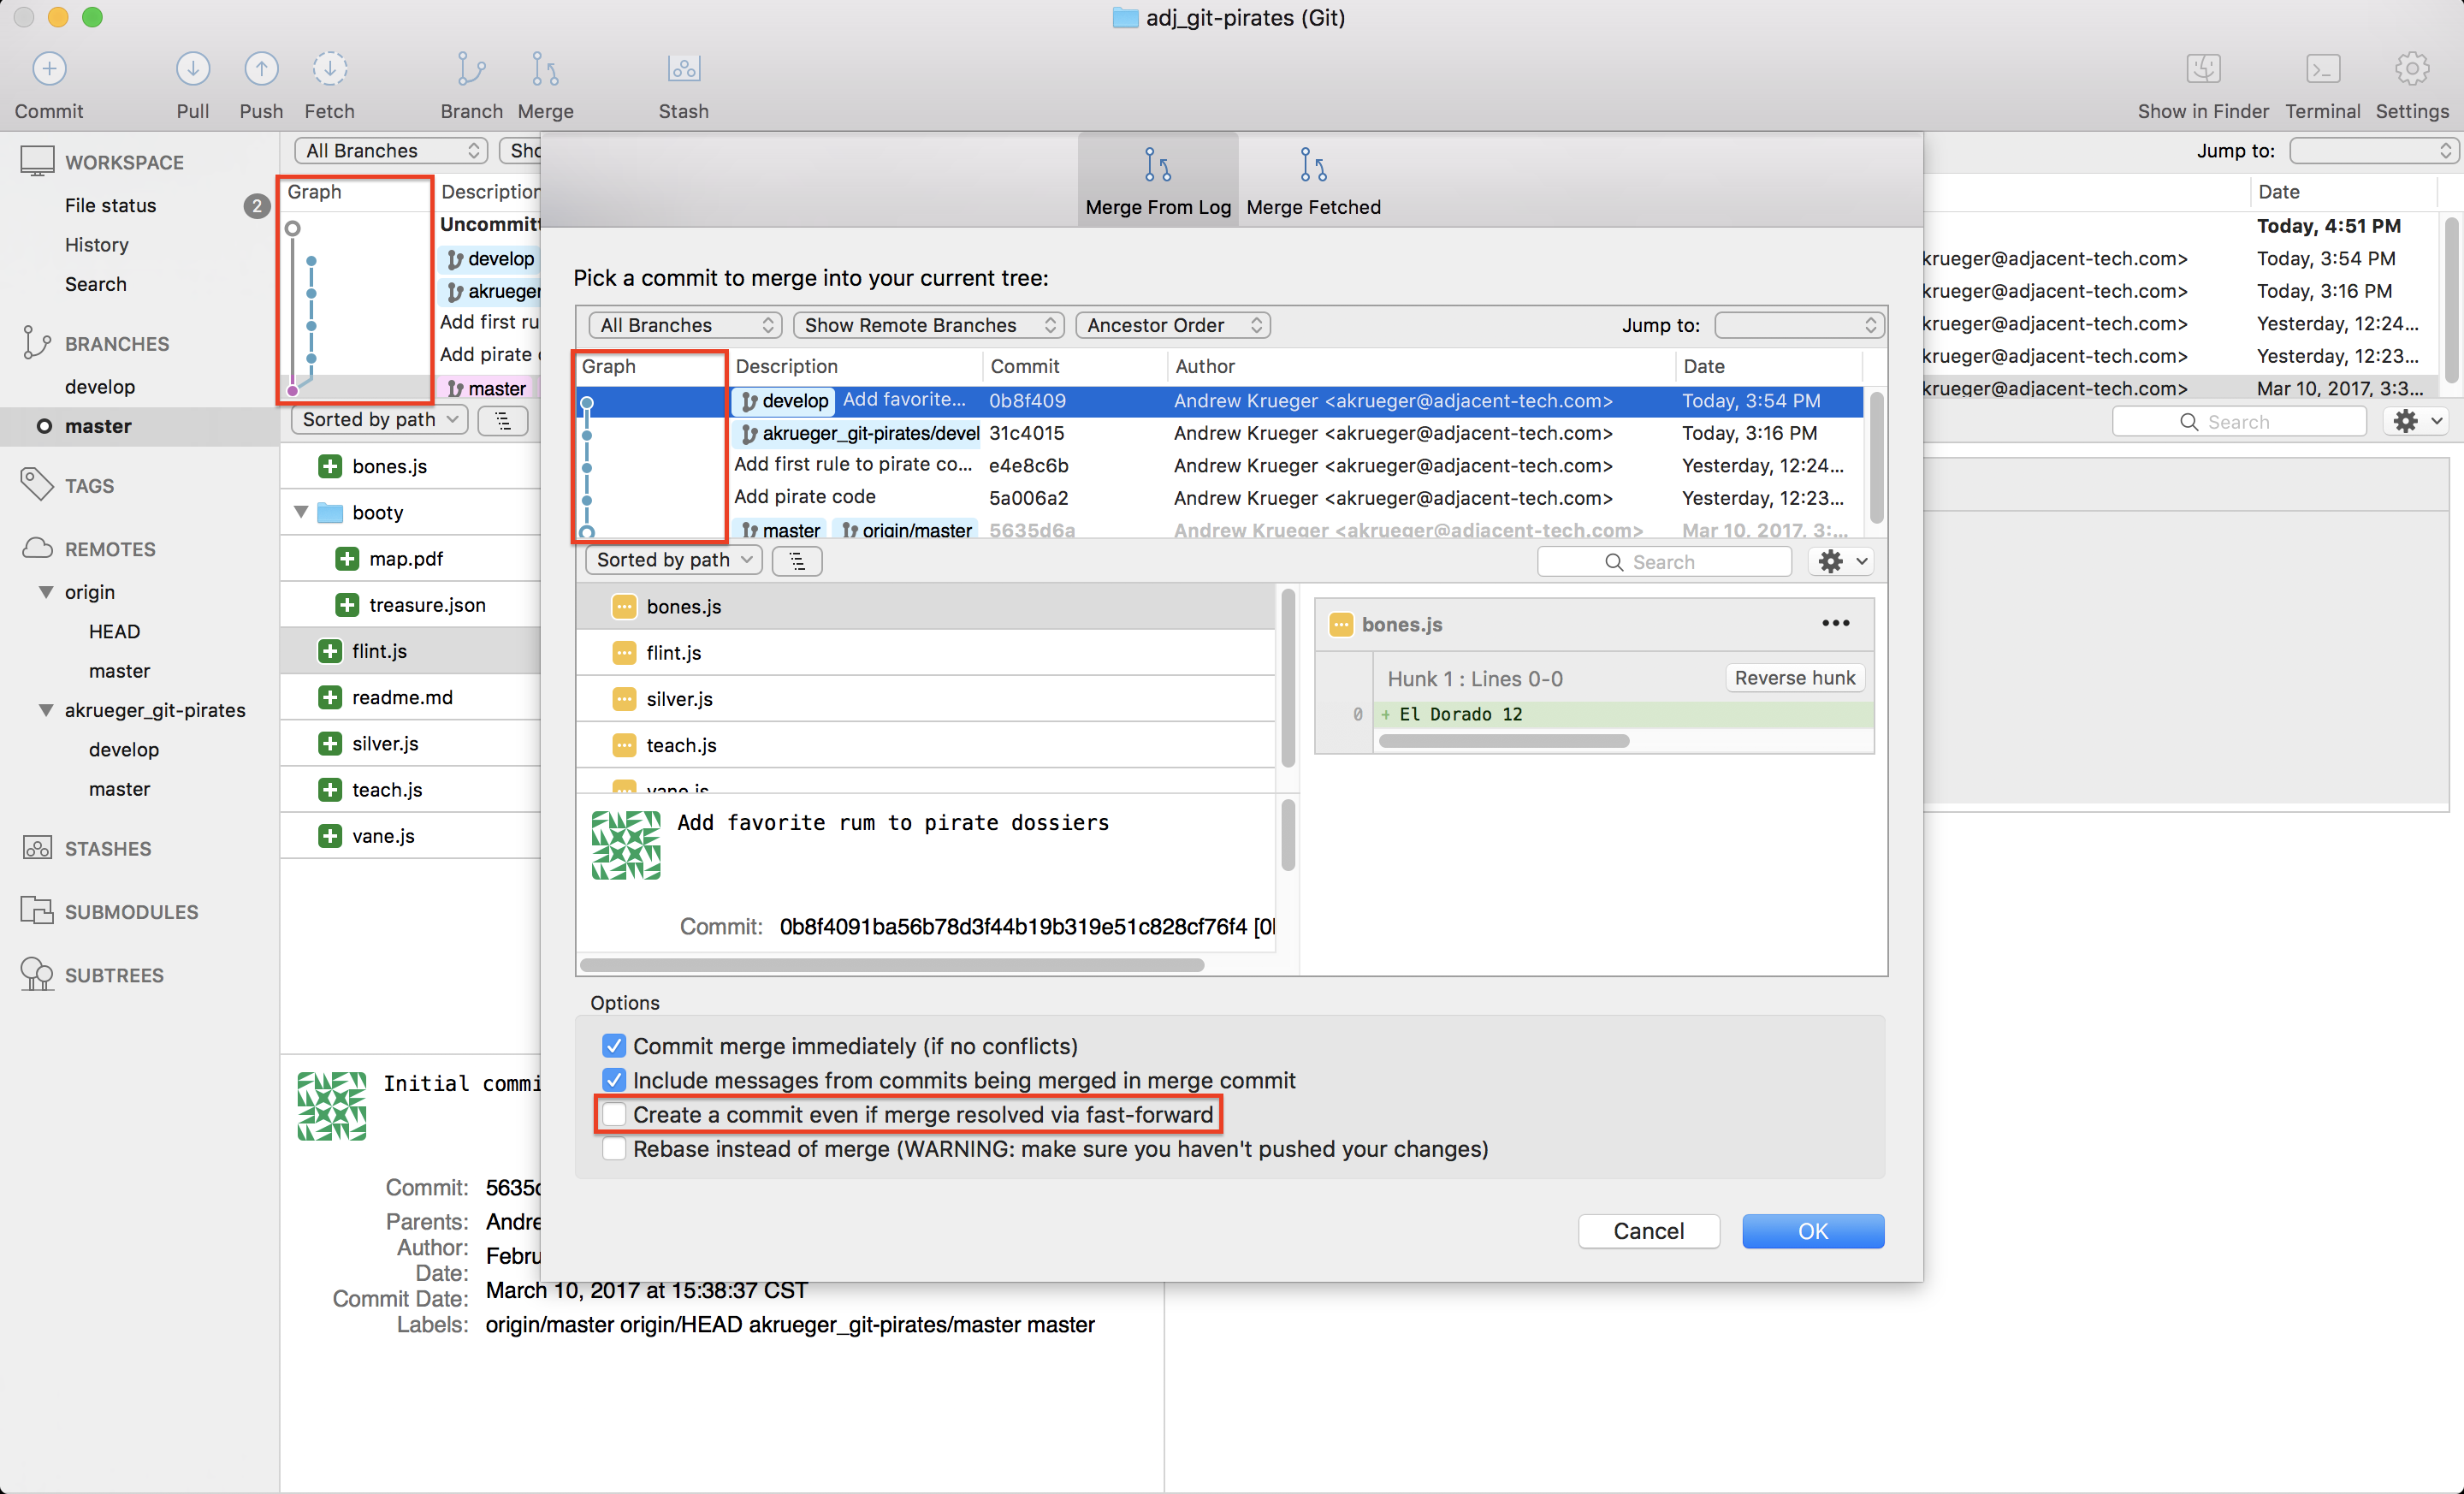 adj_git-pirates (Git)
Commit
Pull
Push
Fetch
Branch
Merge
Stash
Show in Finder
Terminal
Settings
WORKSPACE
File status
2
History
Search
BRANCHES
develop
master
TAGS
REMOTES
origin
HEAD
master
akrueger_git-pirates
develop
master
STASHES
SUBMODULES
SUBTREES
All Branches
Jump to:
Graph
Description
Date
Today, 4:51 PM
develop
krueger@adjacent-tech.com>
Today, 3:54 PM
krueger@adjacent-tech.com>
Today, 3:16 PM
Add first
krueger@adjacent-tech.com>
Yesterday, 12:24...
Add pirate
krueger@adjacent-tech.com>
Yesterday, 12:23...
master
krueger@adjacent-tech.com>
Mar 10, 2017, 3:3...
Sorted by path
Search
bones.js
booty
map.pdf
treasure.json
flint.js
readme.md
silver.js
teach.js
vane.js
Initial
Commit:
Parents:
Author:
Date:
Commit Date:
March 10, 2017 at 15:38:37 CST
Labels:
origin/master origin/HEAD akrueger_git-pirates/master master
Merge From Log
Merge Fetched
Pick a commit to merge into your current tree:
All Branches
Show Remote Branches
Ancestor Order
Jump to:
Graph
Description
Commit
Author
Date
develop Add favorite... 0b8f409 Andrew Krueger <akrueger@adjacent-tech.com> Today, 3:54 PM
akrueger_git-pirates/devel 31c4015 Andrew Krueger <akrueger@adjacent-tech.com> Today, 3:16 PM
Add first rule to pirate co... e4e8c6b Andrew Krueger <akrueger@adjacent-tech.com> Yesterday, 12:24...
Add pirate code 5a006a2 Andrew Krueger <akrueger@adjacent-tech.com> Yesterday, 12:23...
master origin/master 5635d6a Andrew Krueger <akrueger@adjacent-tech.com> Mar 10, 2017, 3:...
Sorted by path
Search
bones.js
flint.js
silver.js
teach.js
vane.js
Add favorite rum to pirate dossiers
Commit: 0b8f4091ba56b78d3f44b19b319e51c828cf76f4
bones.js
Hunk 1 : Lines 0-0
Reverse hunk
0 + El Dorado 12
Options
Commit merge immediately (if no conflicts)
Include messages from commits being merged in merge commit
Create a commit even if merge resolved via fast-forward
Rebase instead of merge (WARNING: make sure you haven't pushed your changes)
Cancel
OK